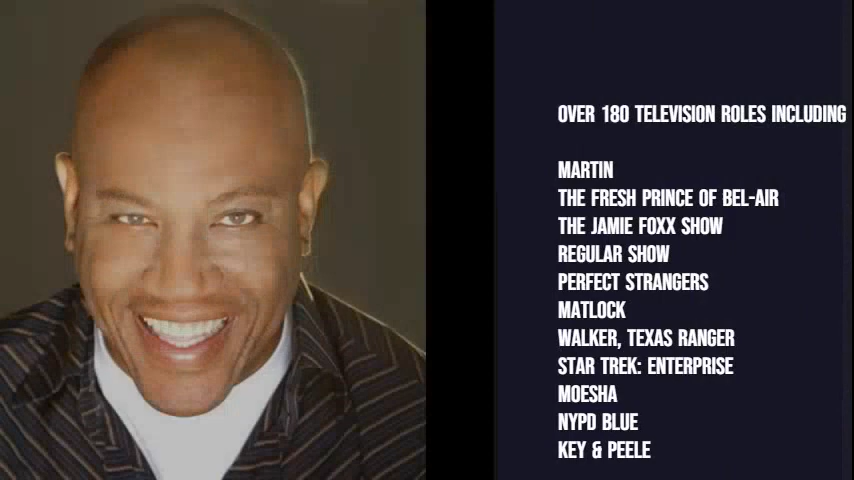 OVER 180 TELEVISION ROLES INCLUDING
MARTIN
THE FRESH PRINCE OF BEL-AIR
THE JAMIE FOXX SHOW
REGULAR SHOW
PERFECT STRANGERS
MATLOCK
WALKER, TEXAS RANGER
STAR TREK: ENTERPRISE
MOESHA
NYPD BLUE
KEY & PEELE